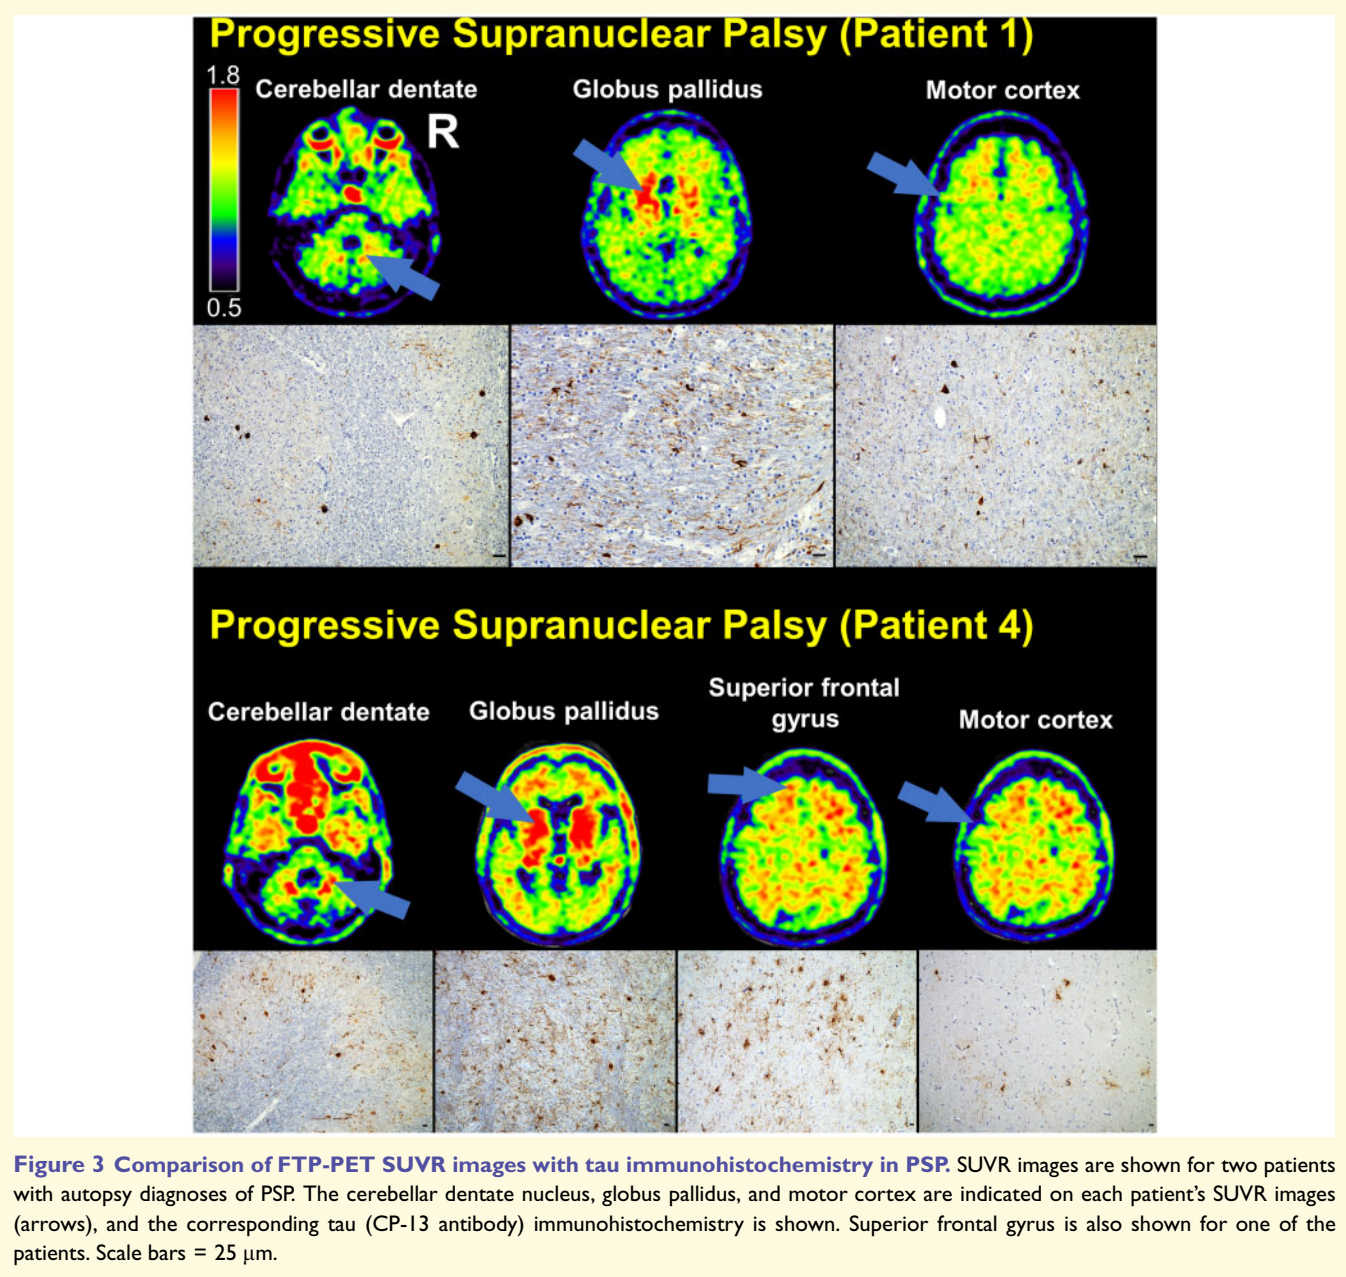 Progressive Supranuclear Palsy (Patient 1)
1.8
Cerebellar dentate
Globus pallidus
Motor cortex
R
0.5
Progressive Supranuclear Palsy (Patient 4)
Cerebellar dentate
Globus pallidus
Superior frontal
gyrus
Motor cortex
Figure 3 Comparison of FTP-PET SUVR images with tau immunohistochemistry in PSP. SUVR images are shown for two patients
with autopsy diagnoses of PSP. The cerebellar dentate nucleus, globus pallidus, and motor cortex are indicated on each patient’s SUVR images
(arrows), and the corresponding tau (CP-13 antibody) immunohistochemistry is shown. Superior frontal gyrus is also shown for one of the
patients. Scale bars = 25 μm.